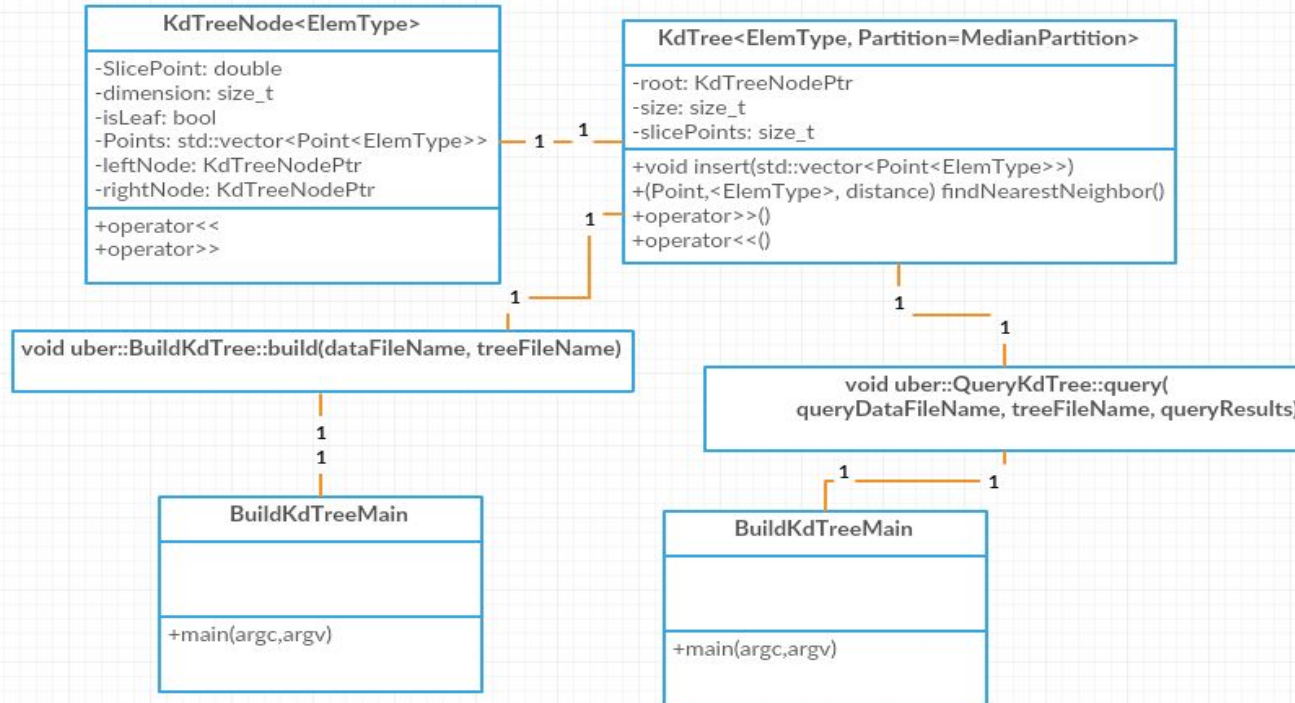 KdTreeNode<ElemType>
-SlicePoint: double
-dimension: size_t
-isLeaf: bool
-Points: std::vector<Point<ElemType>>
-leftNode: KdTreeNodePtr
-rightNode: KdTreeNodePtr
+operator<<
+operator>>
1
1
KdTree<ElemType, Partition=MedianPartition>
-root: KdTreeNodePtr
-size: size_t
-slicePoints: size_t
+void insert(std::vector<Point<ElemType>>)
+(Point,<ElemType>, distance) findNearestNeighbor()
+operator>>()
+operator<<()
1
1
void uber::BuildKdTree::build(dataFileName, treeFileName)
1
1
BuildKdTreeMain
+main(argc,argv)
1
1
void uber::QueryKdTree::query(
queryDataFileName, treeFileName, queryResults)
1
1
BuildKdTreeMain
+main(argc,argv)